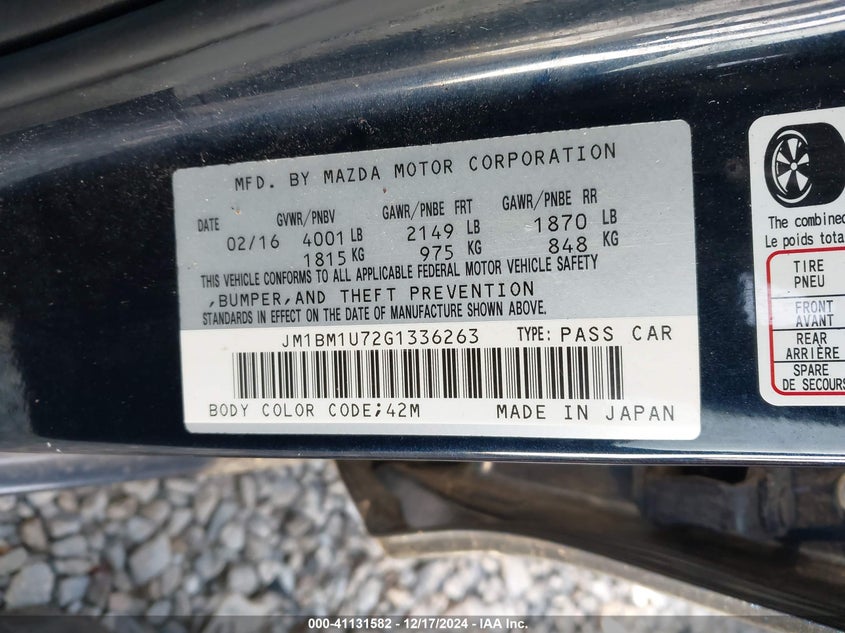 MFD. BY MAZDA MOTOR CORPORATION
DATE GVWR/PNBV GAWR/PNBE FRT GAWR/PNBE RR
02/16 4001 LB 2149 LB 1870 LB
1815 KG 975 KG 848 KG
THIS VEHICLE CONFORMS TO ALL APPLICABLE FEDERAL MOTOR VEHICLE SAFETY
,BUMPER,AND THEFT PREVENTION
STANDARDS IN EFFECT ON THE DATE OF MANUFACTURE SHOWN ABOVE.
JM1BM1U72G1336263 TYPE: PASS CAR
BODY COLOR CODE;42M MADE IN JAPAN
The combined
Le poids tota
TIRE
PNEU
FRONT
AVANT
REAR
ARRIÈRE
SPARE
DE SECOURS
000-41131582 - 12/17/2024 - IAA Inc.